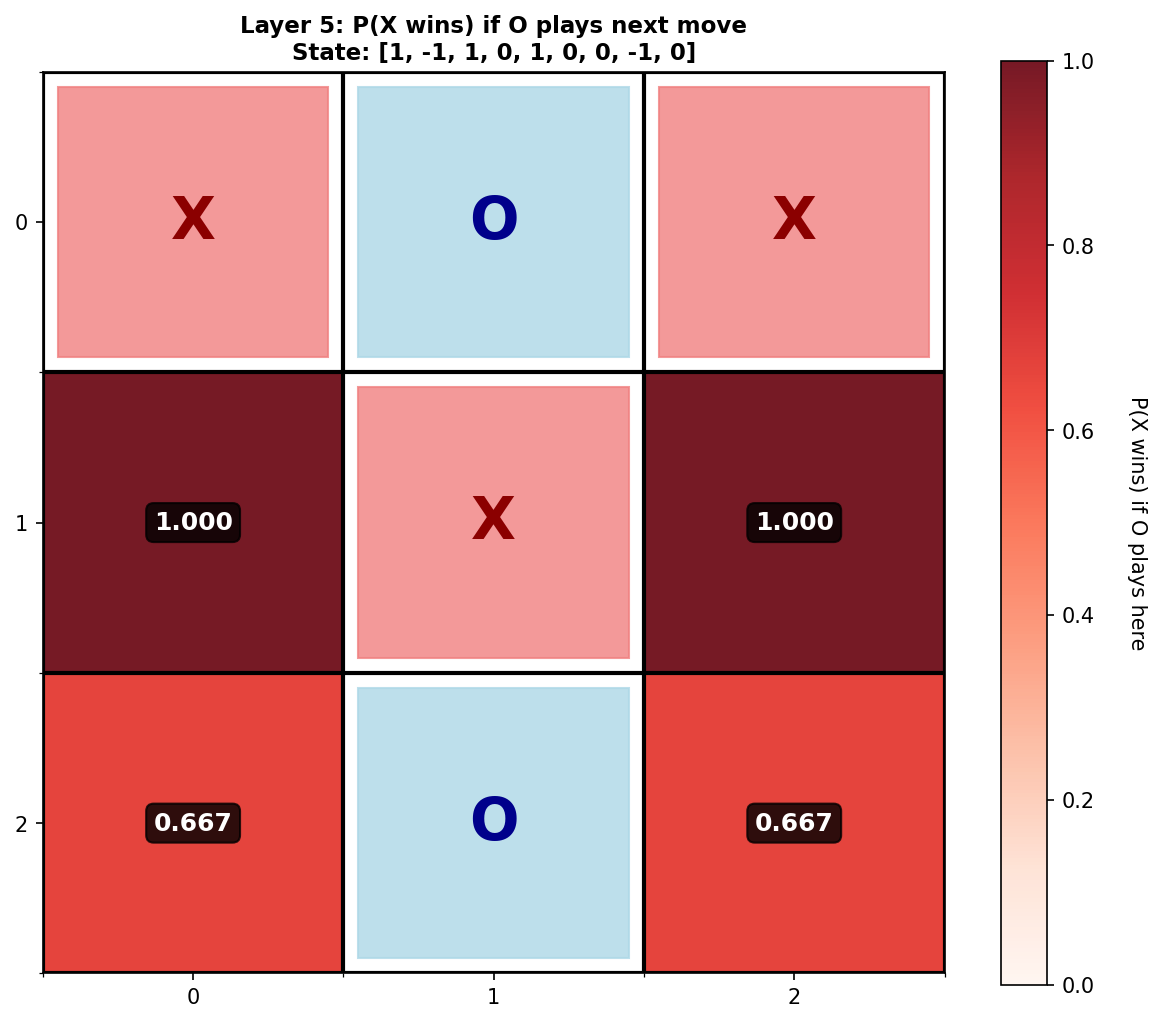 Layer 5: P(X wins) if O plays next move
State: [1, -1, 1, 0, 1, 0, 0, -1, 0]
0
X
O
X
1
1.000
X
1.000
2
0.667
O
0.667
0
1
2
1.0
0.8
0.6
0.4
0.2
0.0
P(X wins) if O plays here